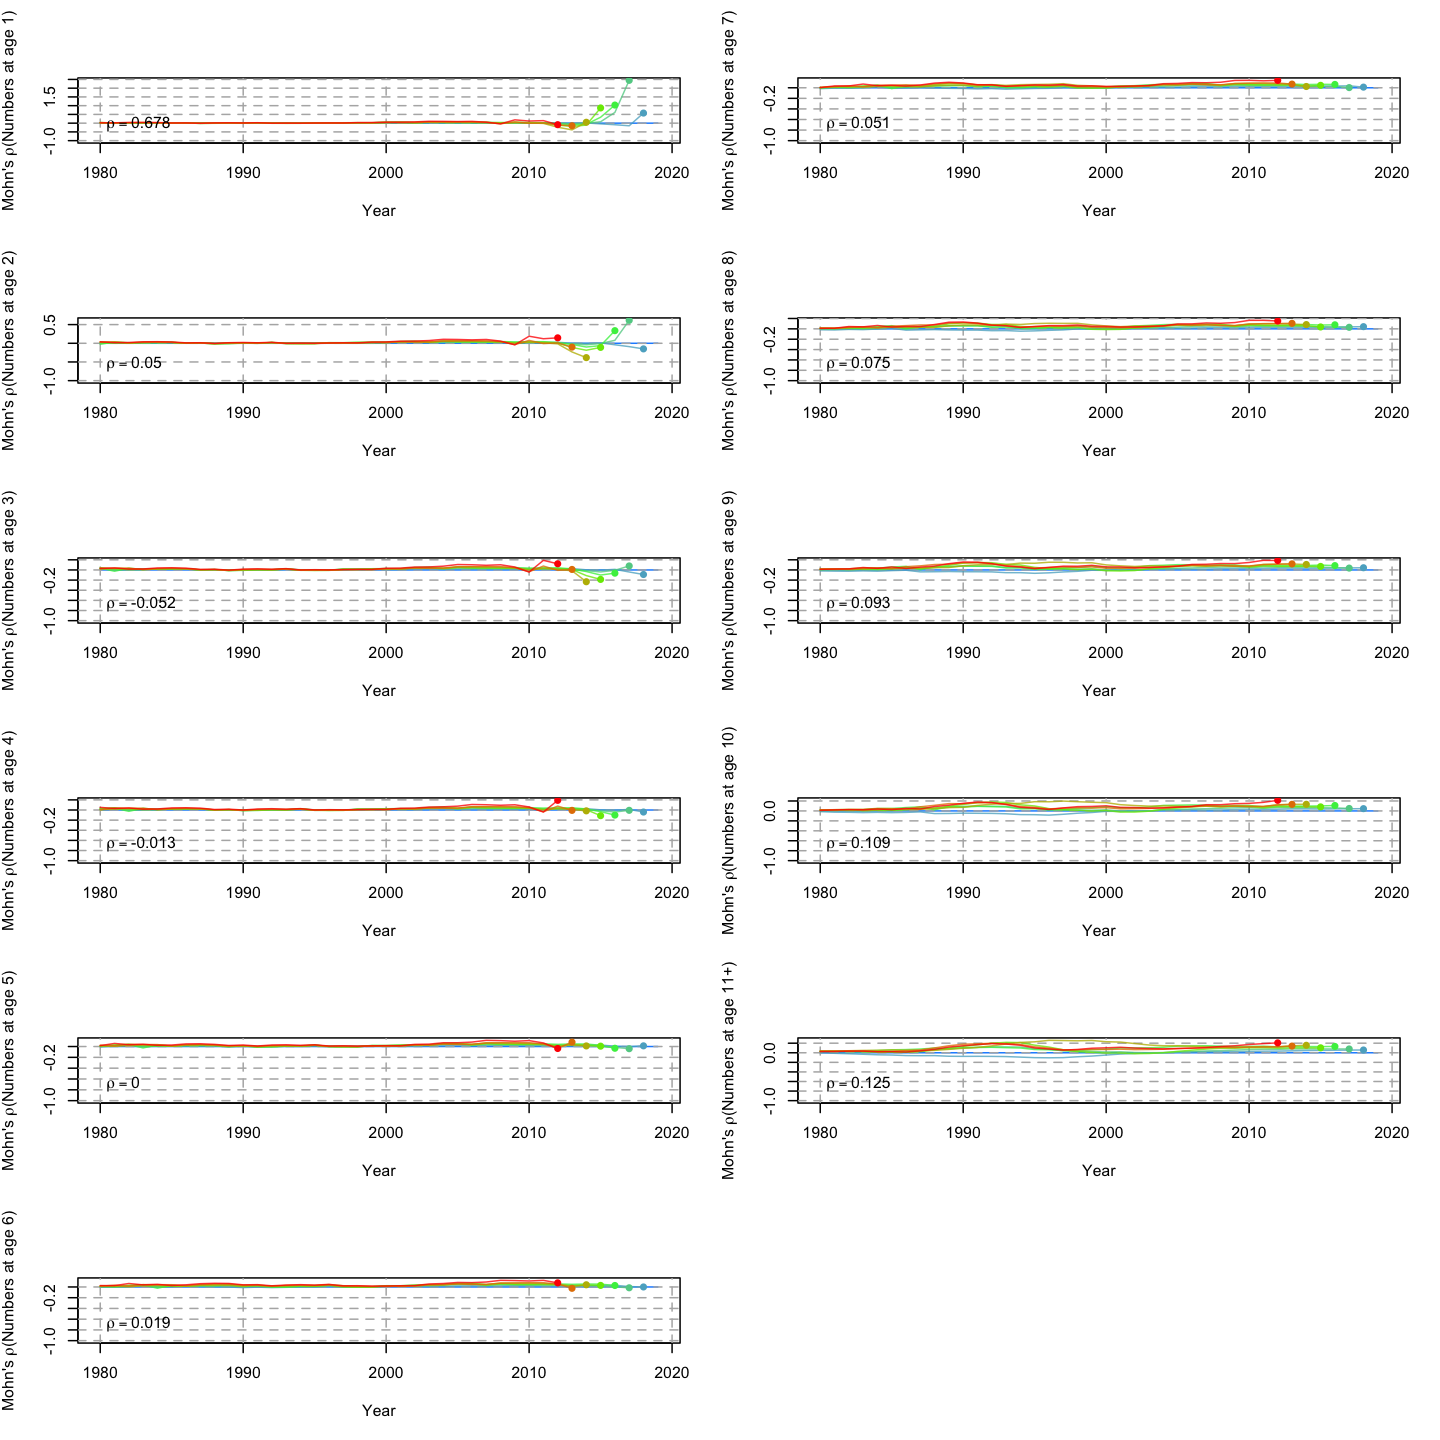 Mohn's ρ(Numbers at age 1)
1.5
-1.0
ρ = 0.678
1980 1990 2000 2010 2020
Year
Mohn's ρ(Numbers at age 2)
0.5
-1.0
ρ = 0.05
1980 1990 2000 2010 2020
Year
Mohn's ρ(Numbers at age 3)
-0.2
-1.0
ρ = -0.052
1980 1990 2000 2010 2020
Year
Mohn's ρ(Numbers at age 4)
-0.2
-1.0
ρ = -0.013
1980 1990 2000 2010 2020
Year
Mohn's ρ(Numbers at age 5)
-0.2
-1.0
ρ = 0
1980 1990 2000 2010 2020
Year
Mohn's ρ(Numbers at age 6)
-0.2
-1.0
ρ = 0.019
1980 1990 2000 2010 2020
Year
Mohn's ρ(Numbers at age 7)
-0.2
-1.0
ρ = 0.051
1980 1990 2000 2010 2020
Year
Mohn's ρ(Numbers at age 8)
-0.2
-1.0
ρ = 0.075
1980 1990 2000 2010 2020
Year
Mohn's ρ(Numbers at age 9)
-0.2
-1.0
ρ = 0.093
1980 1990 2000 2010 2020
Year
Mohn's ρ(Numbers at age 10)
0.0
-1.0
ρ = 0.109
1980 1990 2000 2010 2020
Year
Mohn's ρ(Numbers at age 11+)
0.0
-1.0
ρ = 0.125
1980 1990 2000 2010 2020
Year